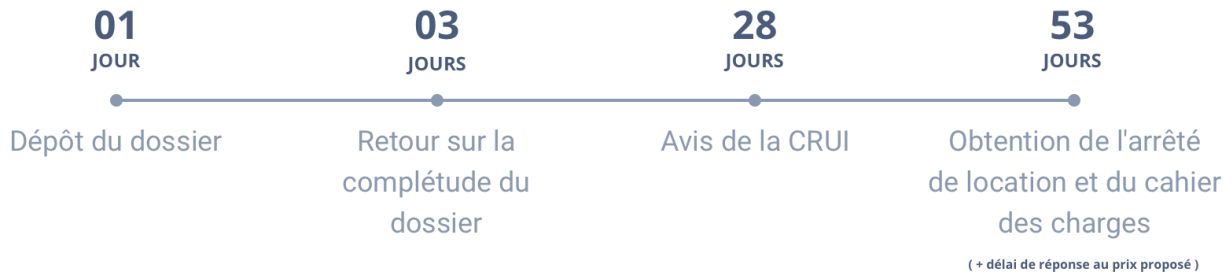 01
JOUR
Dépôt du dossier
03
JOURS
Retour sur la
complétude du
dossier
28
JOURS
Avis de la CRUI
53
JOURS
Obtention de l'arrêté
de location et du cahier
des charges
( + délai de réponse au prix proposé )